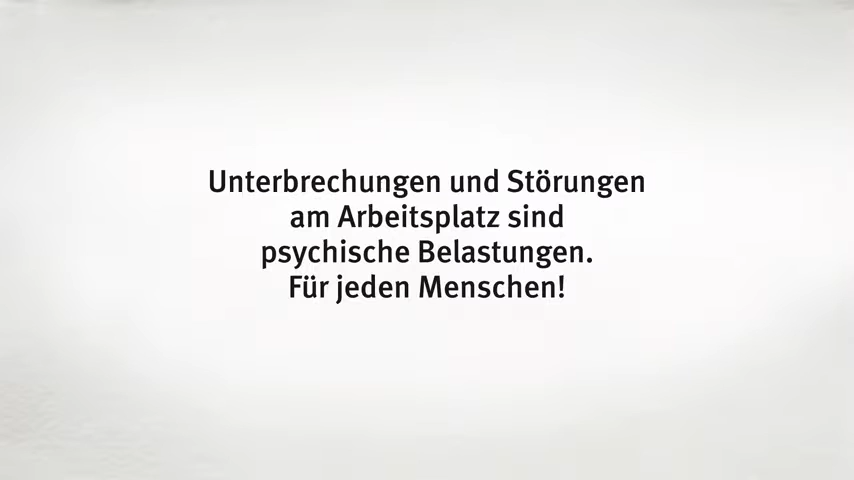 Unterbrechungen und Störungen
am Arbeitsplatz sind
psychische Belastungen.
Für jeden Menschen!